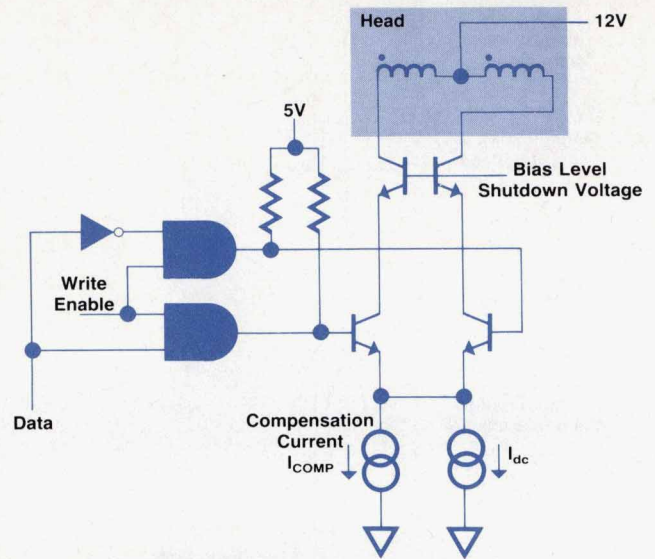 Head
12V
5V
Bias Level
Shutdown Voltage
Write
Enable
Data
Compensation
Current
I_COMP
I_dc